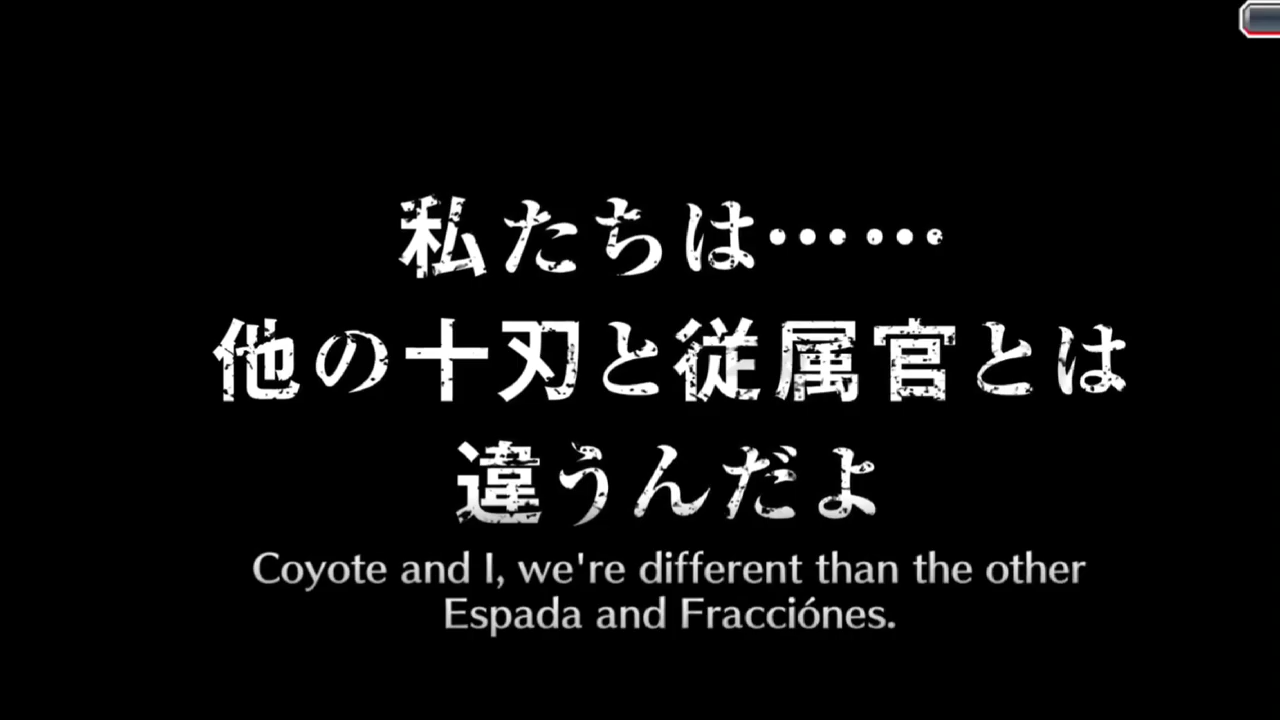 私たちは……
他の十刃と従属官とは
違うんだよ
Coyote and I, we're different than the other
Espada and Fracciónes.